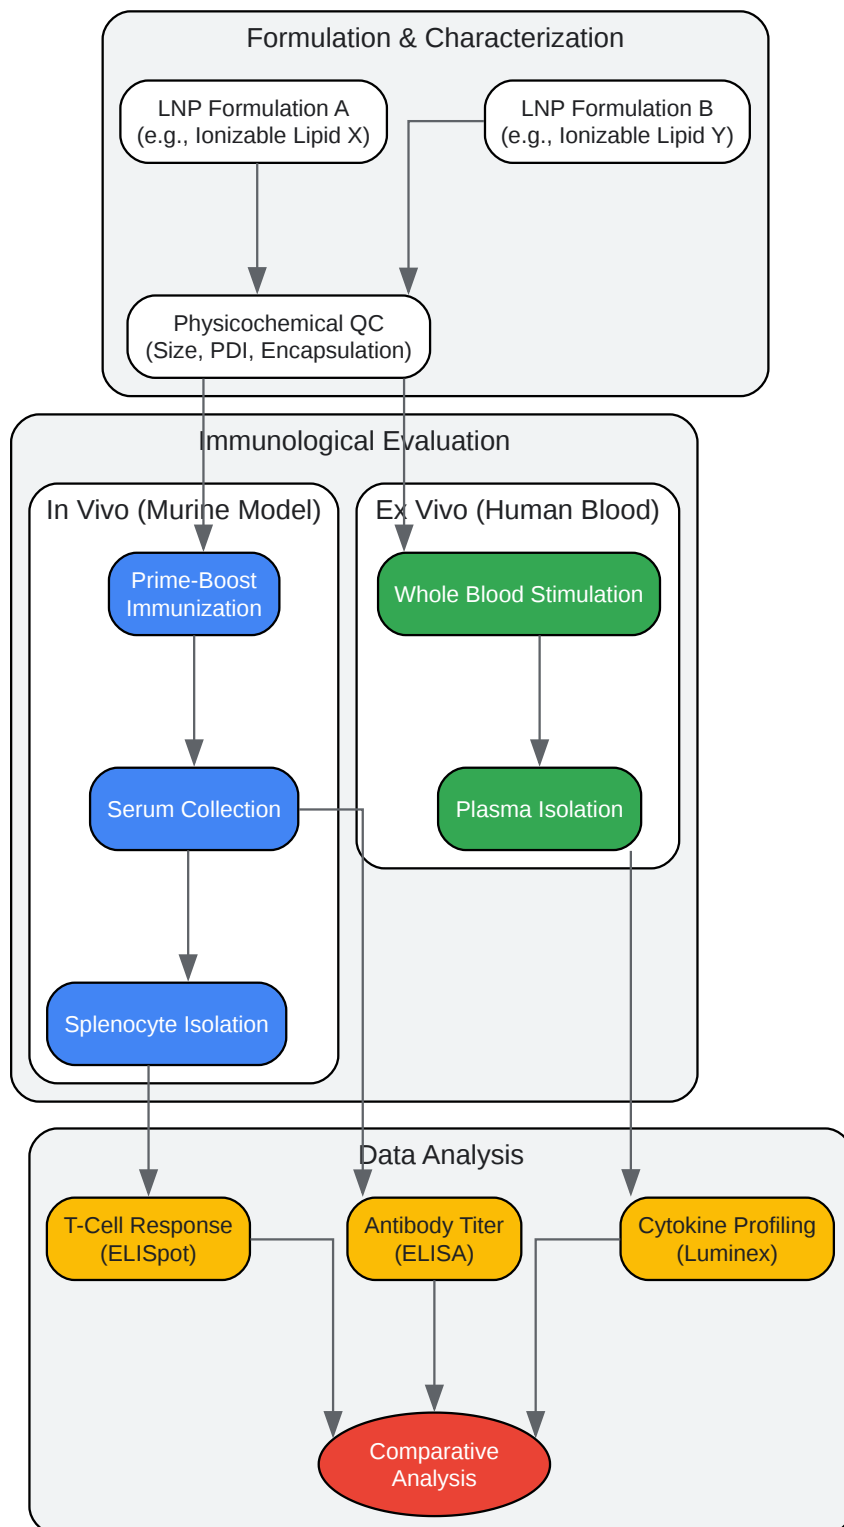 Formulation & Characterization
LNP Formulation A
(e.g., Ionizable Lipid X)
LNP Formulation B
(e.g., Ionizable Lipid Y)
Physicochemical QC
(Size, PDI, Encapsulation)
Immunological Evaluation
In Vivo (Murine Model)
Ex Vivo (Human Blood)
Prime-Boost
Immunization
Whole Blood Stimulation
Serum Collection
Plasma Isolation
Splenocyte Isolation
Data Analysis
T-Cell Response
(ELISpot)
Antibody Titer
(ELISA)
Cytokine Profiling
(Luminex)
Comparative
Analysis